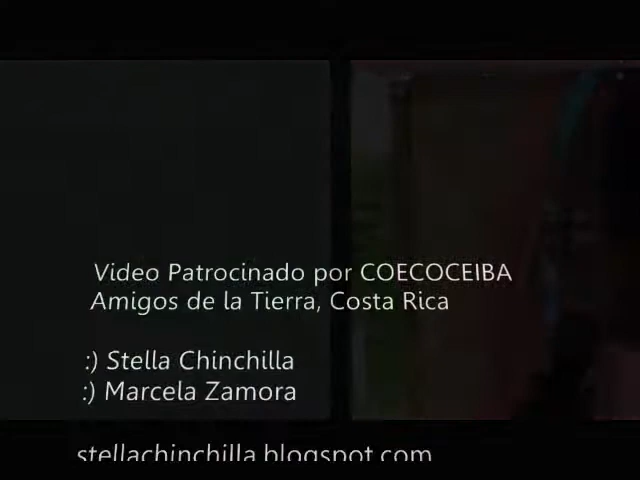 Video Patrocinado por COECOCEIBA
Amigos de la Tierra, Costa Rica
:) Stella Chinchilla
:) Marcela Zamora
stellachinchilla.blogspot.com